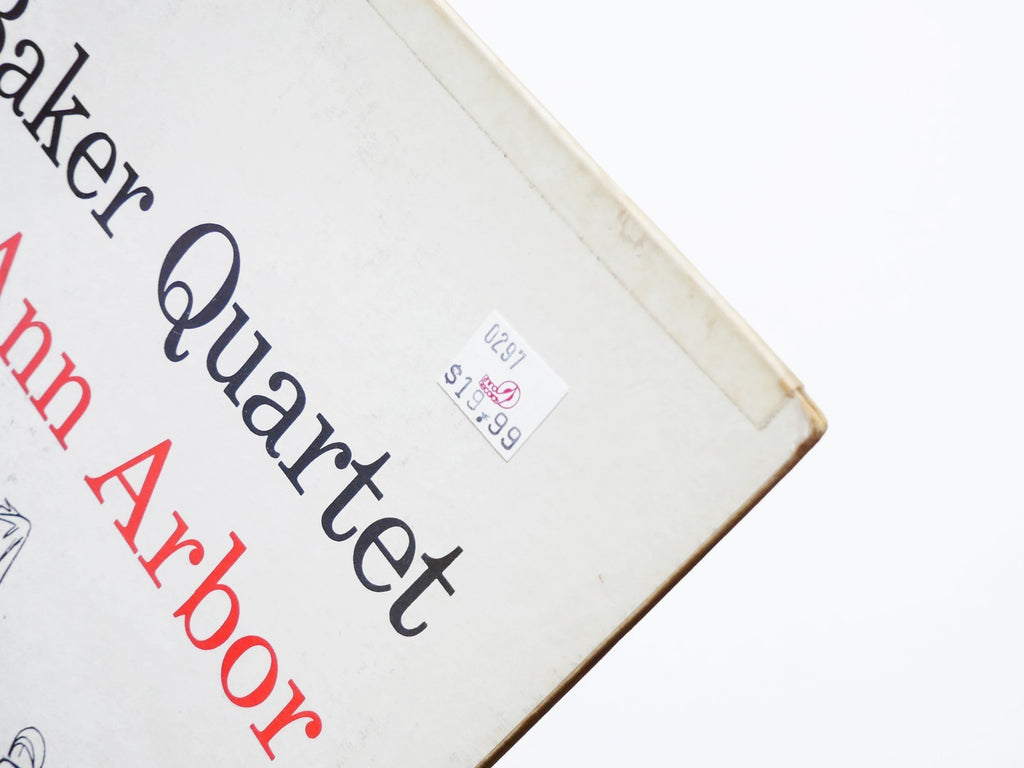 Baker Quartet
Ann Arbor
0297
$19.99